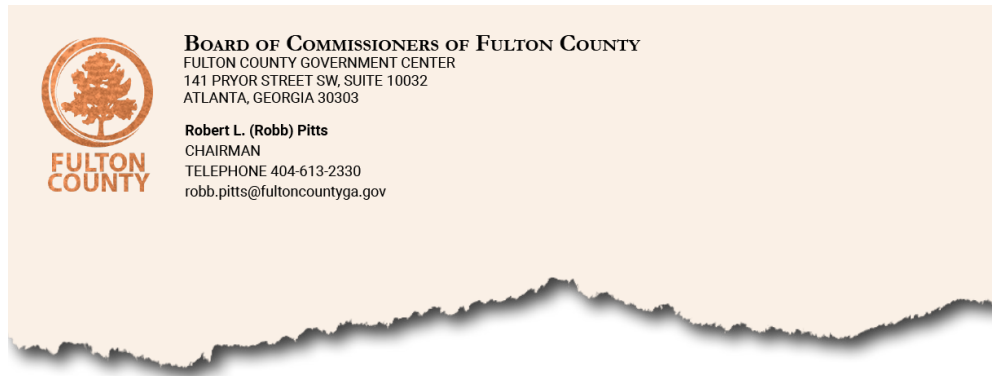 BOARD OF COMMISSIONERS OF FULTON COUNTY
FULTON COUNTY GOVERNMENT CENTER
141 PRYOR STREET SW, SUITE 10032
ATLANTA, GEORGIA 30303
Robert L. (Robb) Pitts
CHAIRMAN
TELEPHONE 404-613-2330
robb.pitts@fultoncountyga.gov
FULTON
COUNTY